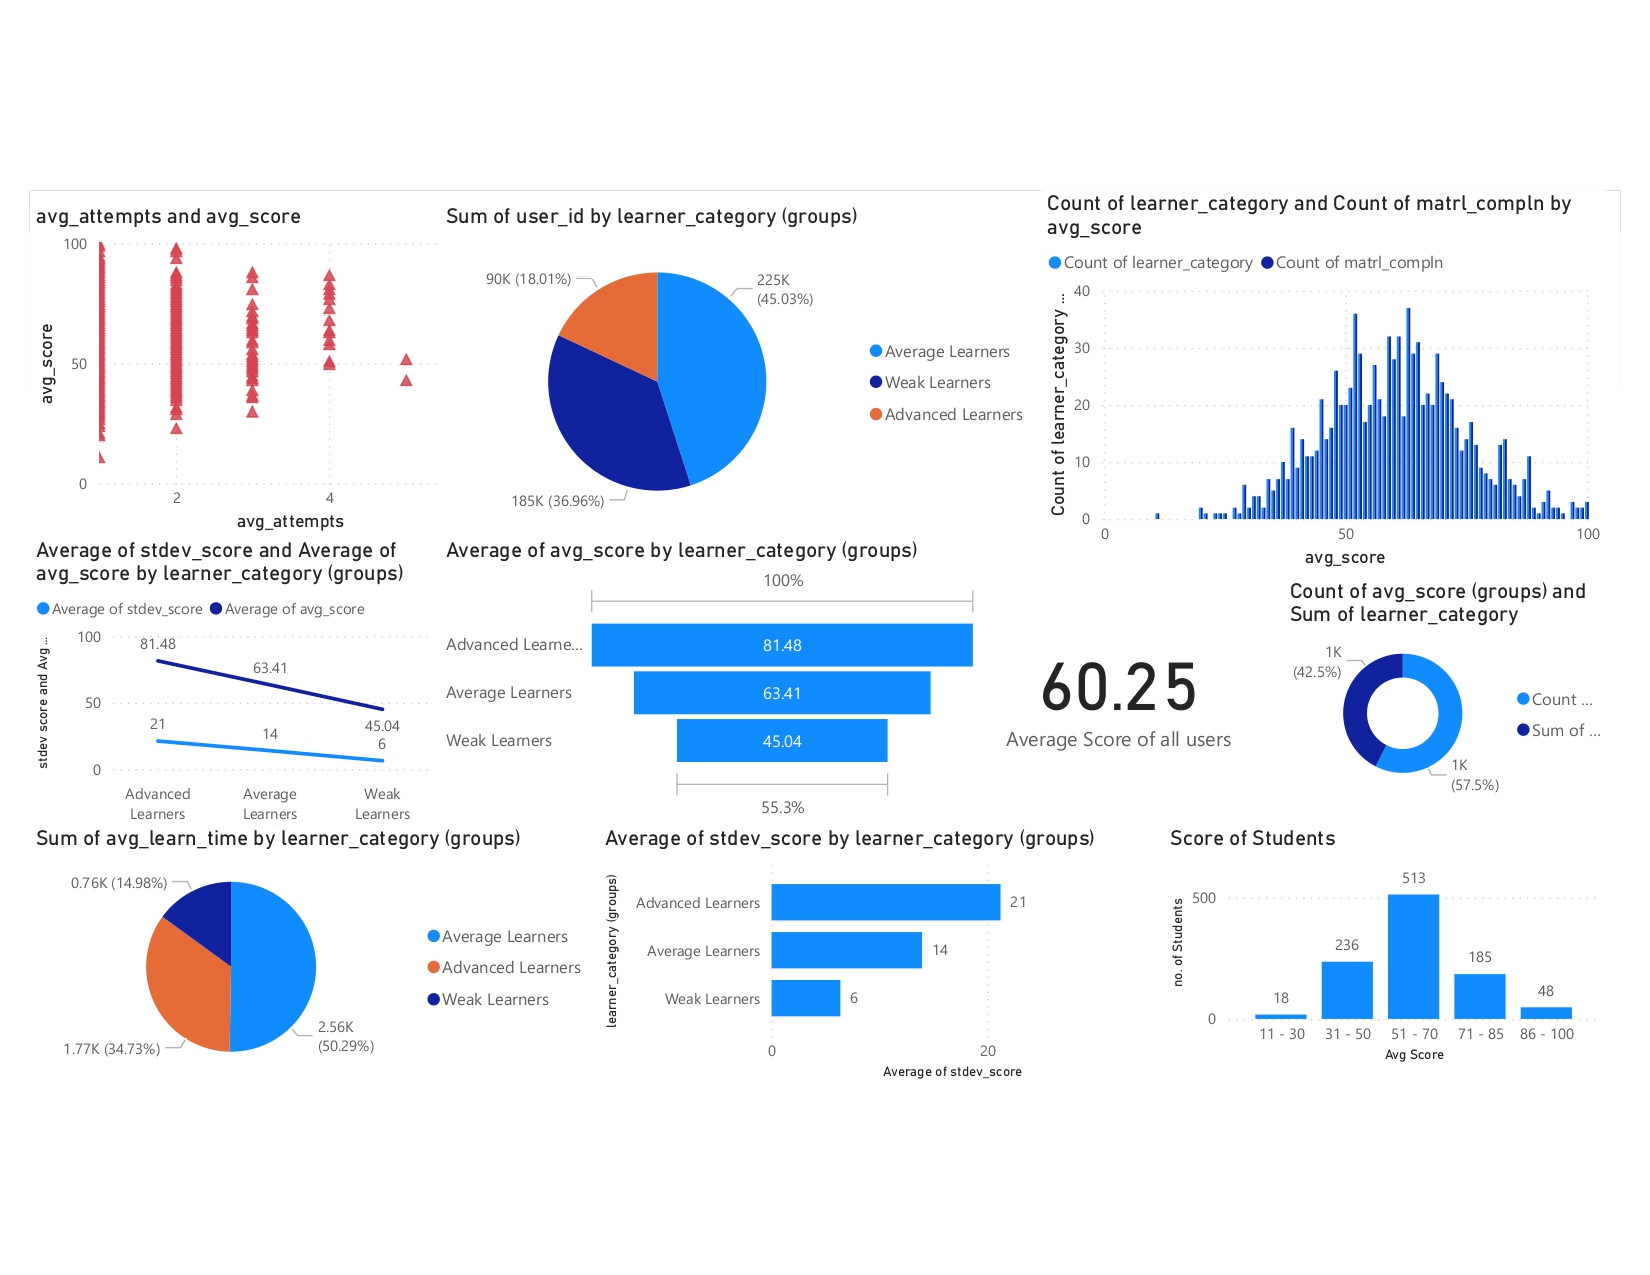 avg_attempts and avg_score
100
50
0
avg_score
2
4
avg_attempts
Sum of user_id by learner_category (groups)
90K (18.01%)
225K
(45.03%)
185K (36.96%)
Average Learners
Weak Learners
Advanced Learners
Count of learner_category and Count of matrl_compln by
avg_score
Count of learner_category
Count of matrl_compln
Count of learner_category ...
40
30
20
10
0
0
50
100
avg_score
Average of stdev_score and Average of
avg_score by learner_category (groups)
Average of stdev_score
Average of avg_score
stdev score and Avg...
100
50
0
81.48
63.41
45.04
21
14
6
Advanced
Learners
Average
Learners
Weak
Learners
Average of avg_score by learner_category (groups)
100%
Advanced Learne...
81.48
Average Learners
63.41
Weak Learners
45.04
55.3%
60.25
Average Score of all users
Count of avg_score (groups) and
Sum of learner_category
1K
(42.5%)
1K
(57.5%)
Count ...
Sum of ...
Sum of avg_learn_time by learner_category (groups)
0.76K (14.98%)
1.77K (34.73%)
2.56K
(50.29%)
Average Learners
Advanced Learners
Weak Learners
Average of stdev_score by learner_category (groups)
learner_category (groups)
Advanced Learners
21
Average Learners
14
Weak Learners
6
0
20
Average of stdev_score
Score of Students
no. of Students
500
0
18
236
513
185
48
11 - 30
31 - 50
51 - 70
71 - 85
86 - 100
Avg Score